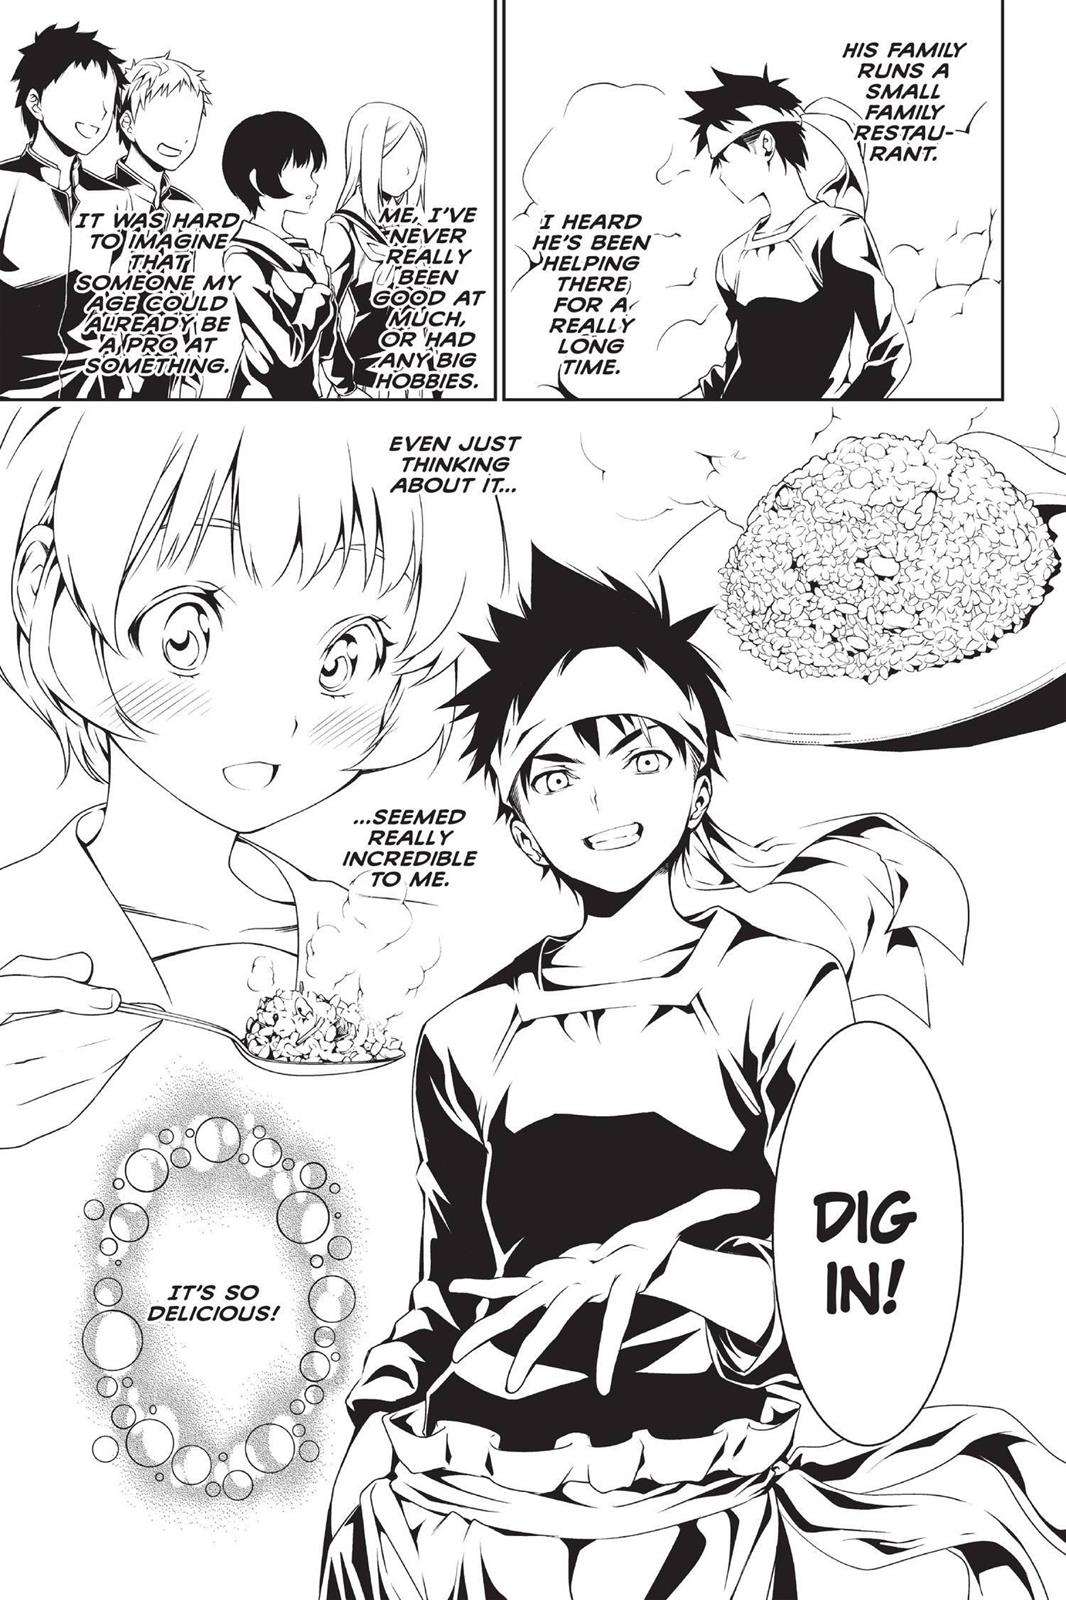 HIS FAMILY
RUNS A
SMALL
FAMILY
RESTAU-
RANT.
I HEARD
HE'S BEEN
HELPING
THERE
FOR A
REALLY
LONG
TIME.
ME, I'VE
NEVER
REALLY
BEEN
GOOD AT
MUCH,
OR HAD
ANY BIG
HOBBIES.
IT WAS HARD
TO IMAGINE
THAT
SOMEONE MY
AGE COULD
ALREADY BE
A PRO AT
SOMETHING.
EVEN JUST
THINKING
ABOUT IT...
...SEEMED
REALLY
INCREDIBLE
TO ME.
DIG
IN!
IT'S SO
DELICIOUS!